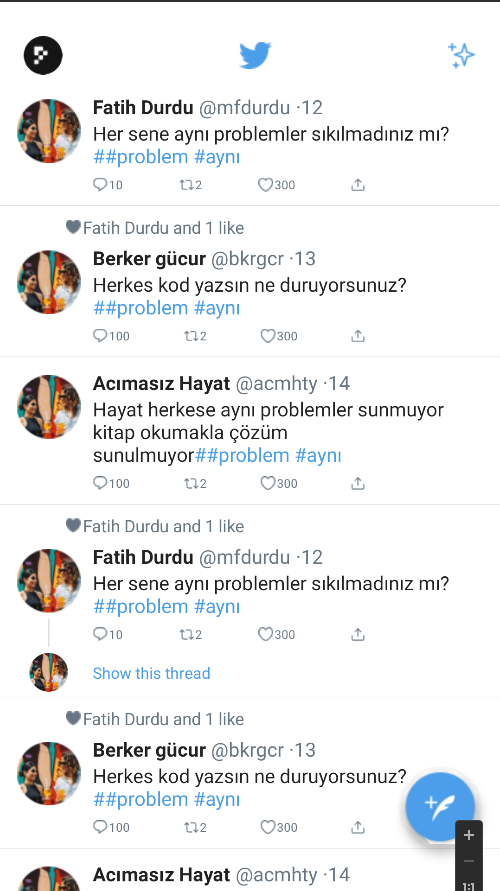 Fatih Durdu @mfdurdu ·12
Her sene aynı problemler sıkılmadınız mı?
##problem #aynı
10 2 300
Fatih Durdu and 1 like
Berker gücur @bkrgcr ·13
Herkes kod yazsın ne duruyorsunuz?
##problem #aynı
100 2 300
Acımasız Hayat @acmhty ·14
Hayat herkese aynı problemler sunmuyor
kitap okumakla çözüm
sunulmuyor##problem #aynı
100 2 300
Fatih Durdu and 1 like
Fatih Durdu @mfdurdu ·12
Her sene aynı problemler sıkılmadınız mı?
##problem #aynı
10 2 300
Show this thread
Fatih Durdu and 1 like
Berker gücur @bkrgcr ·13
Herkes kod yazsın ne duruyorsunuz?
##problem #aynı
100 2 300
Acımasız Hayat @acmhty ·14
1:1